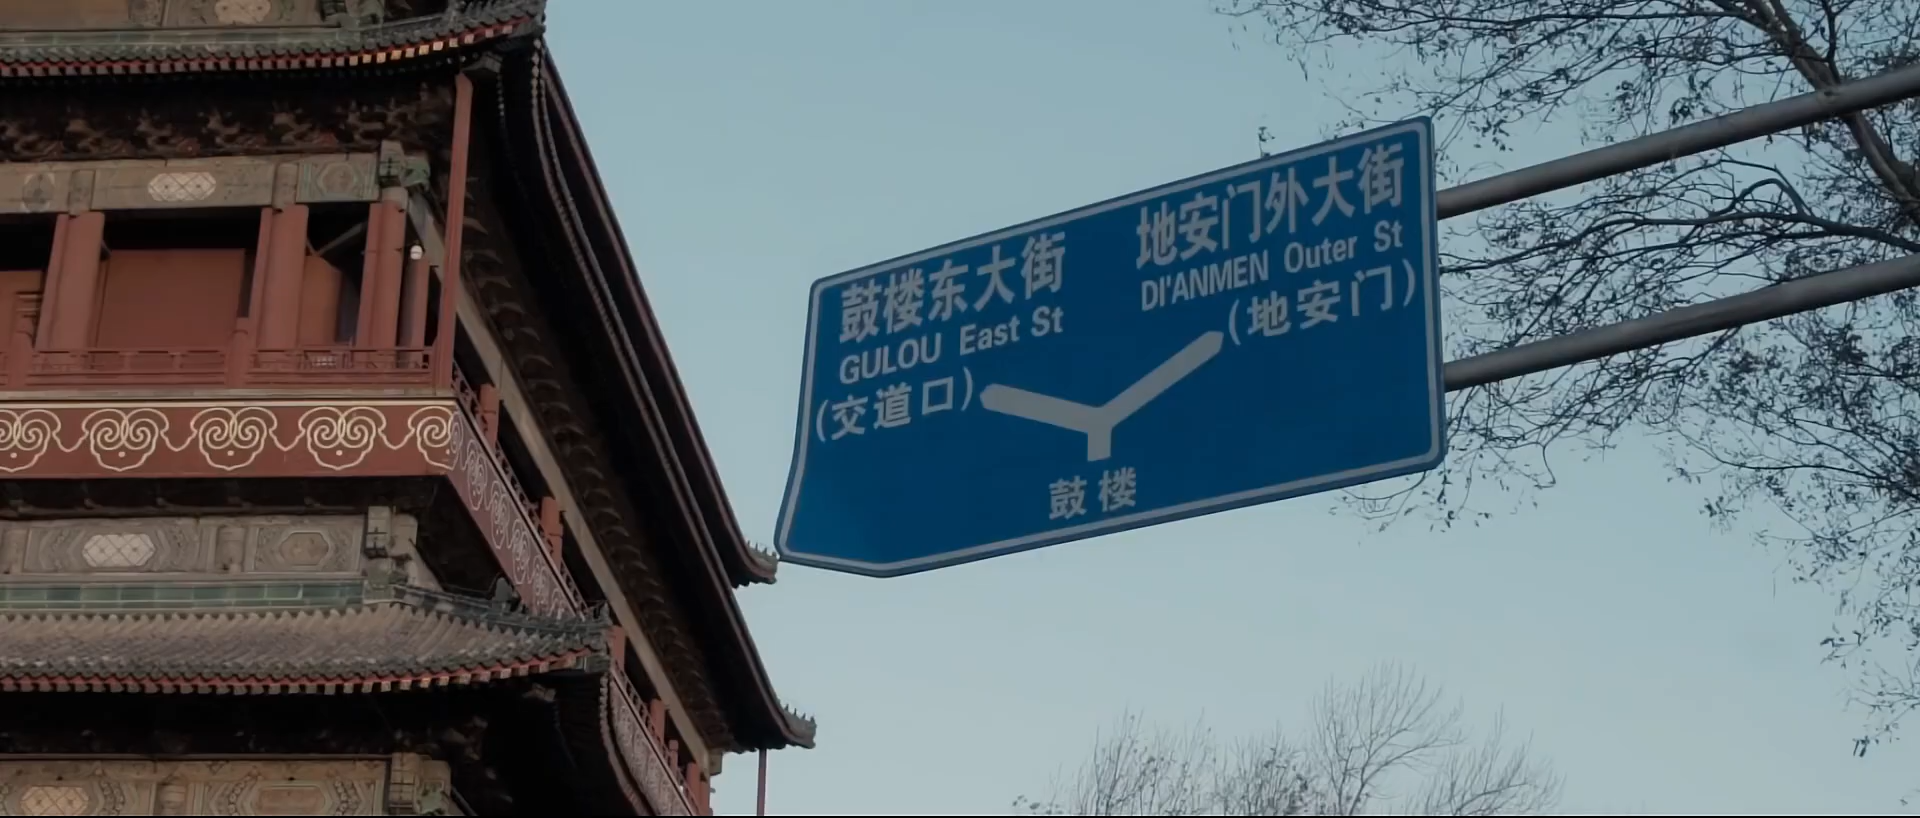 鼓楼东大街
GULOU East St
(交道口)
地安门外大街
DI'ANMEN Outer St
(地安门)
鼓楼